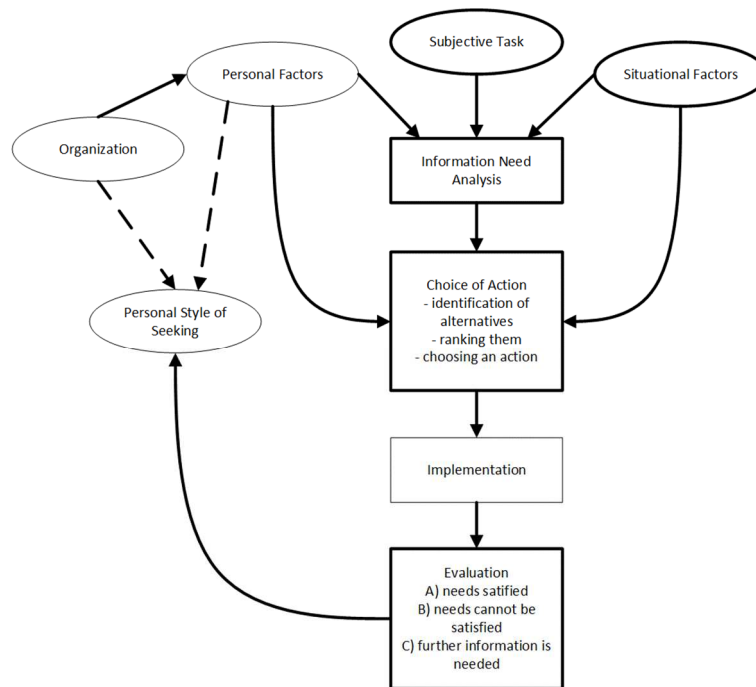 Subjective Task
Personal Factors
Situational Factors
Organization
Information Need
Analysis
Choice of Action
- identification of
alternatives
- ranking them
- choosing an action
Personal Style of
Seeking
Implementation
Evaluation
A) needs satified
B) needs cannot be
satisfied
C) further information is
needed